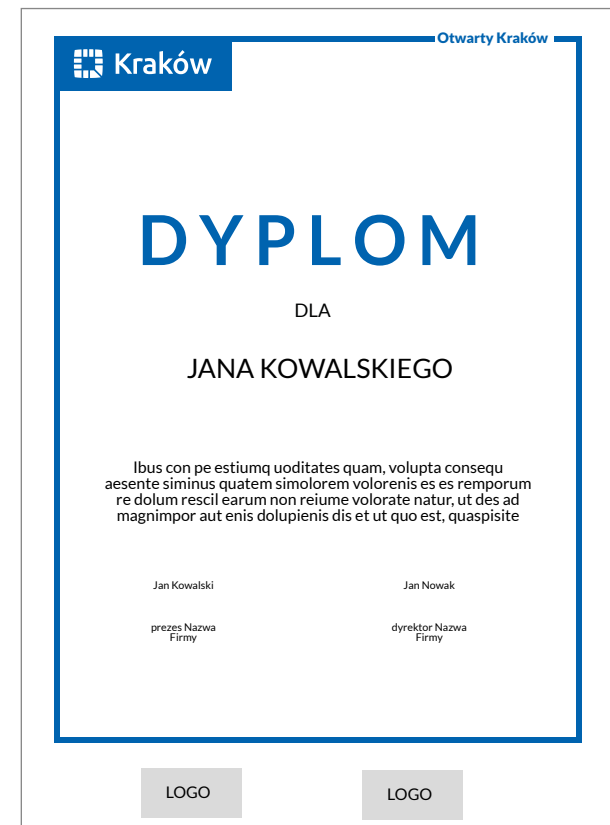 Otwarty Kraków
Kraków
DYPLOM
DLA
JANA KOWALSKIEGO
Ibus con pe estiumq uoditates quam, volupta consequ
aesente siminus quatem simolorem volorenis es es remporum
re dolum rescil earum non reiume volorate natur, ut des ad
magnimpor aut enis dolupienis dis et ut quo est, quaspisite
Jan Kowalski
Jan Nowak
prezes Nazwa
Firmy
dyrektor Nazwa
Firmy
LOGO
LOGO